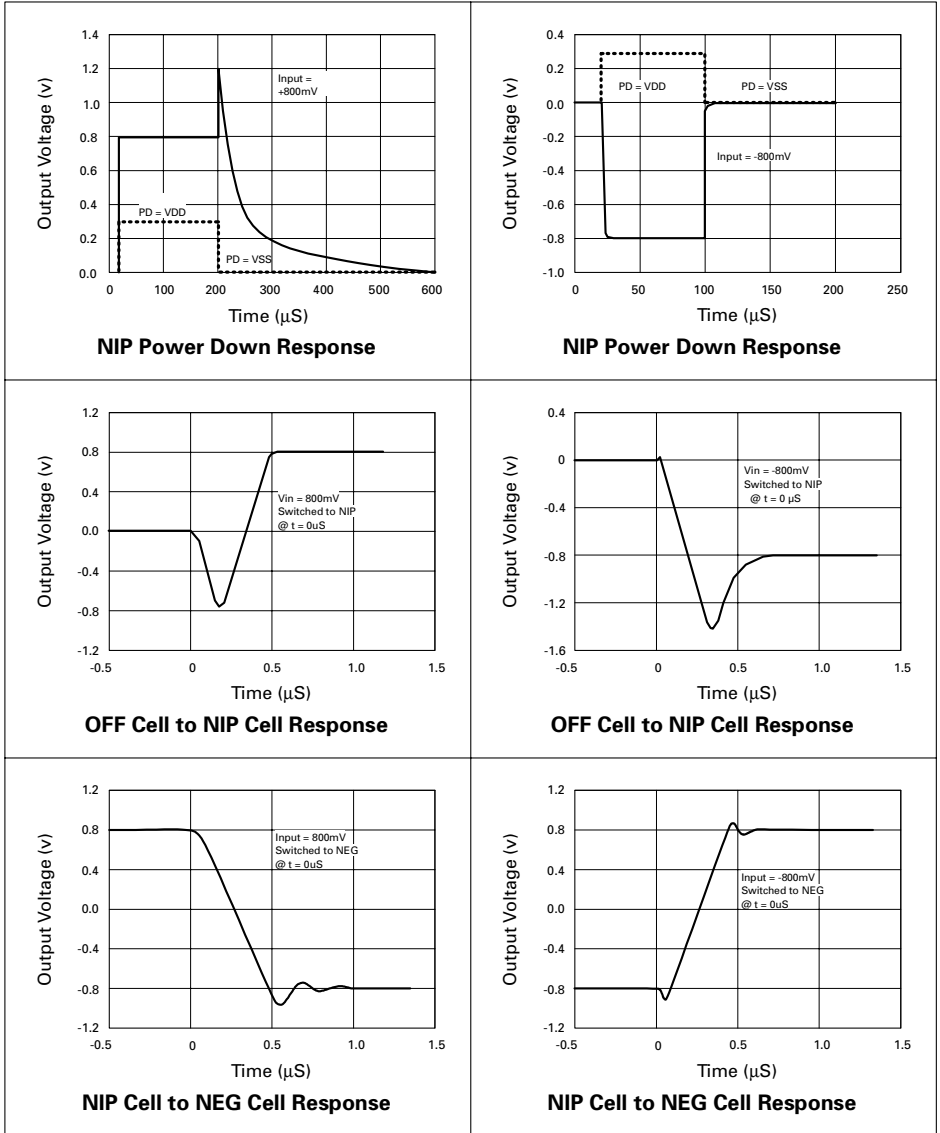 Output Voltage (v)
1.4
1.2
1.0
0.8
0.6
0.4
0.2
0.0
Input =
+800mV
PD = VDD
PD = VSS
0 100 200 300 400 500 600
Time (µS)
NIP Power Down Response
Output Voltage (v)
0.4
0.2
0.0
-0.2
-0.4
-0.6
-0.8
-1.0
PD = VDD
PD = VSS
Input = -800mV
0 50 100 150 200 250
Time (µS)
NIP Power Down Response
Output Voltage (v)
1.2
0.8
0.4
0.0
-0.4
-0.8
-1.2
Vin = 800mV
Switched to NIP
@ t = 0uS
-0.5 0 0.5 1.0 1.5
Time (µS)
OFF Cell to NIP Cell Response
Output Voltage (v)
0.4
0
-0.4
-0.8
-1.2
-1.6
Vin = -800mV
Switched to NIP
@ t = 0 µS
-0.5 0 0.5 1.0 1.5
Time (µS)
OFF Cell to NIP Cell Response
Output Voltage (v)
1.2
0.8
0.4
0.0
-0.4
-0.8
-1.2
Input = 800mV
Switched to NEG
@ t = 0uS
-0.5 0 0.5 1.0 1.5
Time (µS)
NIP Cell to NEG Cell Response
Output Voltage (v)
1.2
0.8
0.4
0.0
-0.4
-0.8
-1.2
Input = -800mV
Switched to NEG
@ t = 0uS
-0.5 0 0.5 1.0 1.5
Time (µS)
NIP Cell to NEG Cell Response